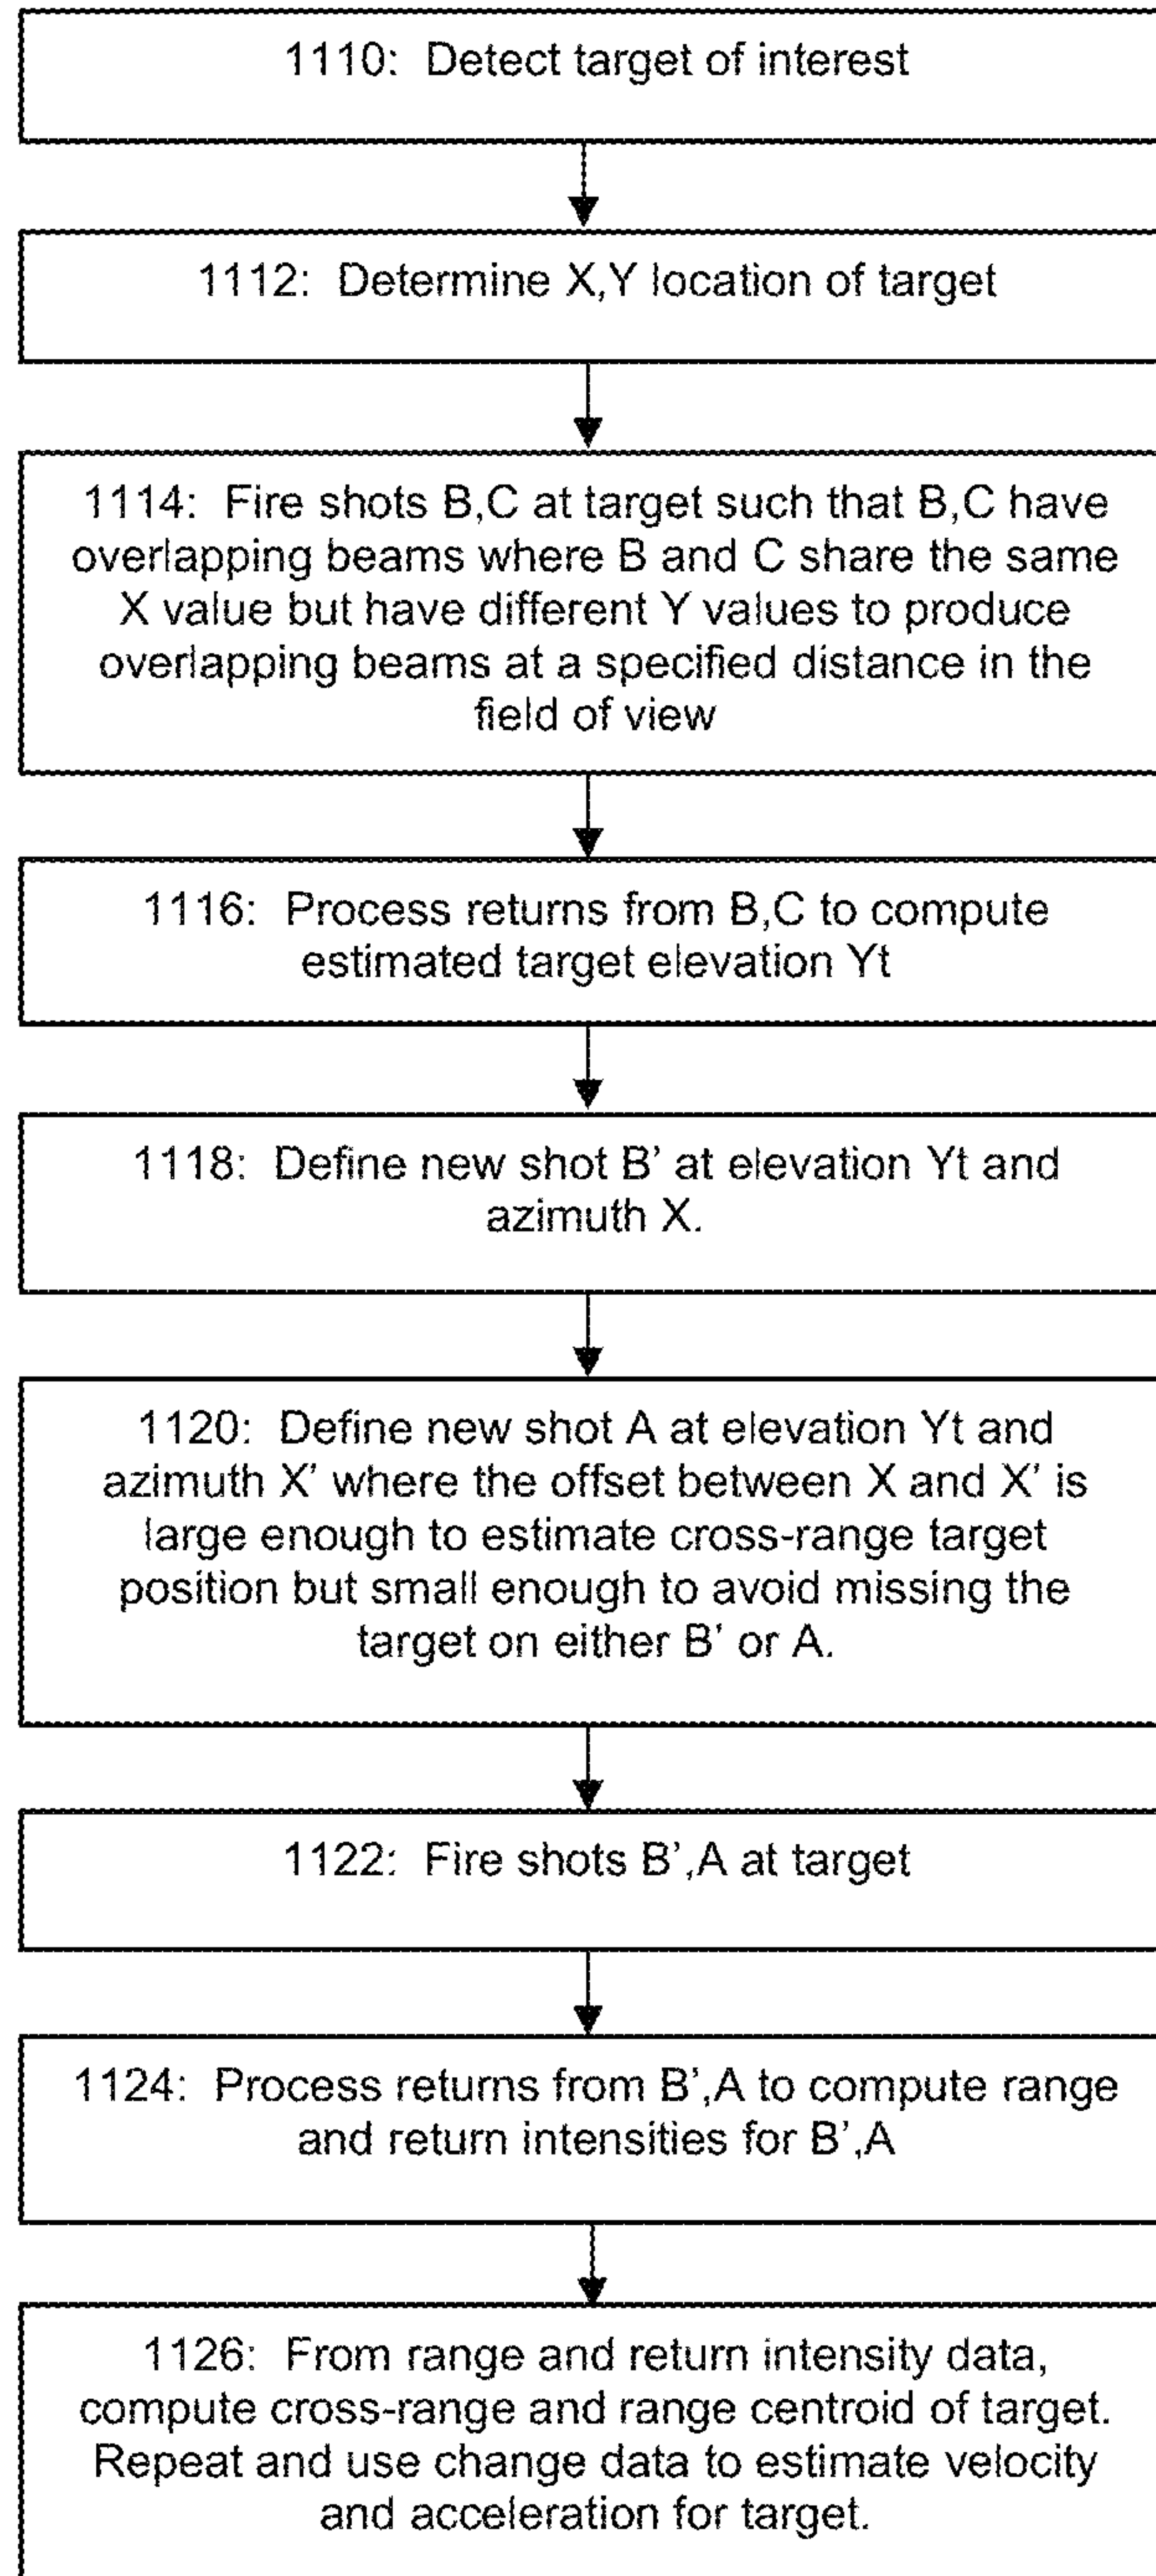 1110: Detect target of interest
1112: Determine X,Y location of target
1114: Fire shots B,C at target such that B,C have
overlapping beams where B and C share the same
X value but have different Y values to produce
overlapping beams at a specified distance in the
field of view
1116: Process returns from B,C to compute
estimated target elevation Yt
1118: Define new shot B' at elevation Yt and
azimuth X.
1120: Define new shot A at elevation Yt and
azimuth X' where the offset between X and X' is
large enough to estimate cross-range target
position but small enough to avoid missing the
target on either B' or A.
1122: Fire shots B',A at target
1124: Process returns from B',A to compute range
and return intensities for B',A
1126: From range and return intensity data,
compute cross-range and range centroid of target.
Repeat and use change data to estimate velocity
and acceleration for target.